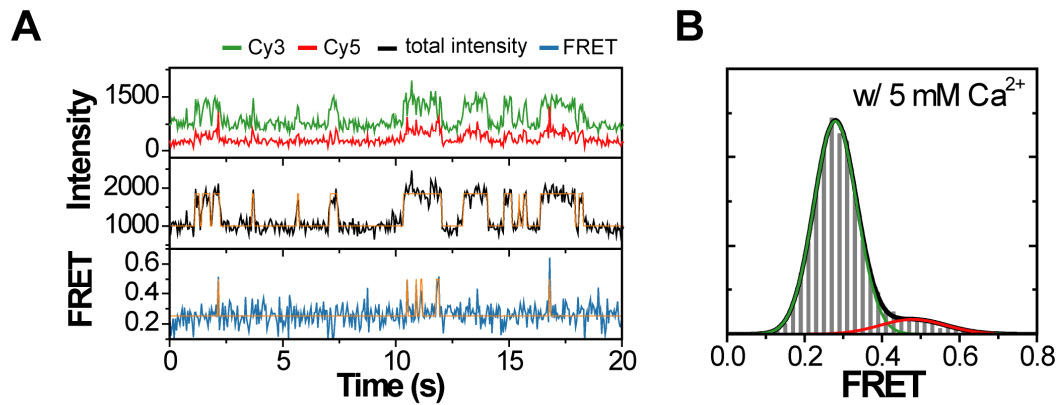 A
Cy3 Cy5 total intensity FRET
Intensity
1500
0
2000
1000
FRET
0.6
0.4
0.2
0 5 10 15 20
Time (s)
B
w/ 5 mM Ca²⁺
0.0 0.2 0.4 0.6 0.8
FRET